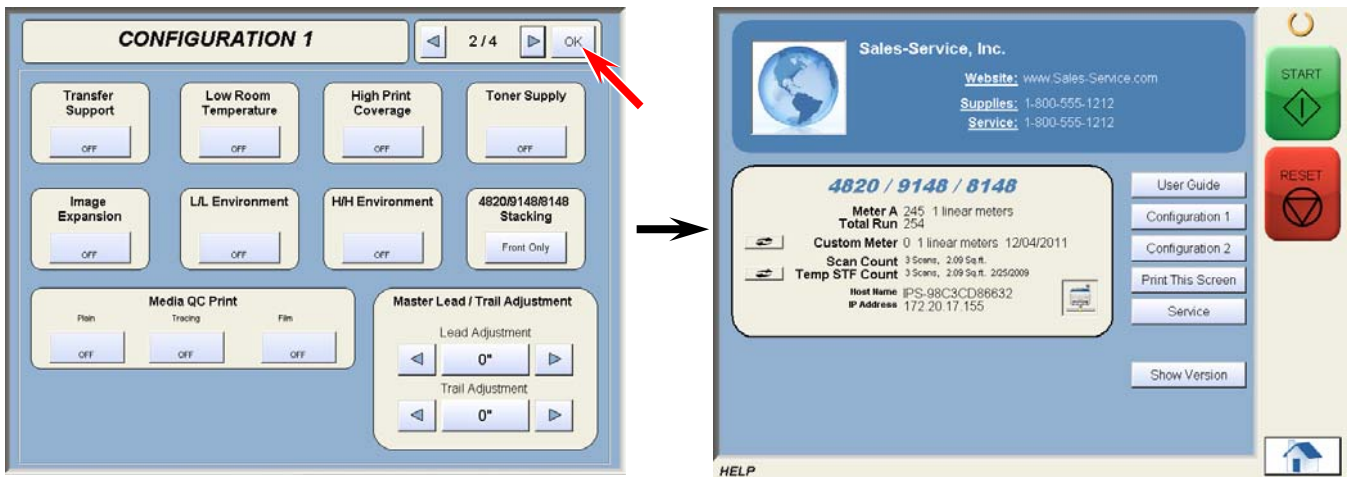 CONFIGURATION 1
2 / 4
OK
Transfer Support
OFF
Low Room Temperature
OFF
High Print Coverage
OFF
Toner Supply
OFF
Image Expansion
OFF
L/L Environment
OFF
H/H Environment
OFF
4820/9148/8148 Stacking
Front Only
Media QC Print
Plain
Tracing
Film
OFF
OFF
OFF
Master Lead / Trail Adjustment
Lead Adjustment
0"
Trail Adjustment
0"
Sales-Service, Inc.
Website: www.Sales-Service.com
Supplies: 1-800-555-1212
Service: 1-800-555-1212
4820 / 9148 / 8148
Meter A 245 1 linear meters
Total Run 254
Custom Meter 0 1 linear meters 12/04/2011
Scan Count 3 Scans, 2.09 Sq.ft.
Temp STF Count 3 Scans, 2.09 Sq.ft. 2/25/2009
Host Name IPS-98C3CD86632
IP Address 172.20.17.155
User Guide
Configuration 1
Configuration 2
Print This Screen
Service
Show Version
HELP
START
RESET